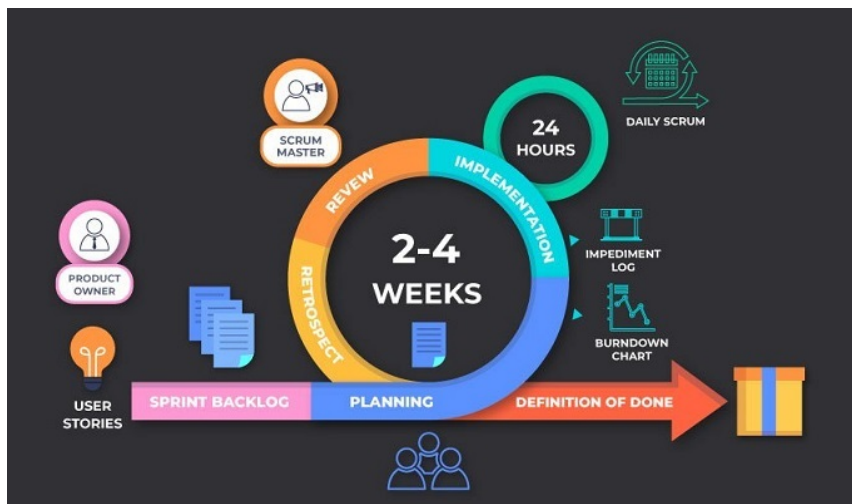 SCRUM
MASTER
24
HOURS
DAILY SCRUM
REVIEW
IMPLEMENTATION
PRODUCT
OWNER
2-4
WEEKS
RETROSPECT
IMPEDIMENT
LOG
BURNDOWN
CHART
USER
STORIES
SPRINT BACKLOG
PLANNING
DEFINITION OF DONE